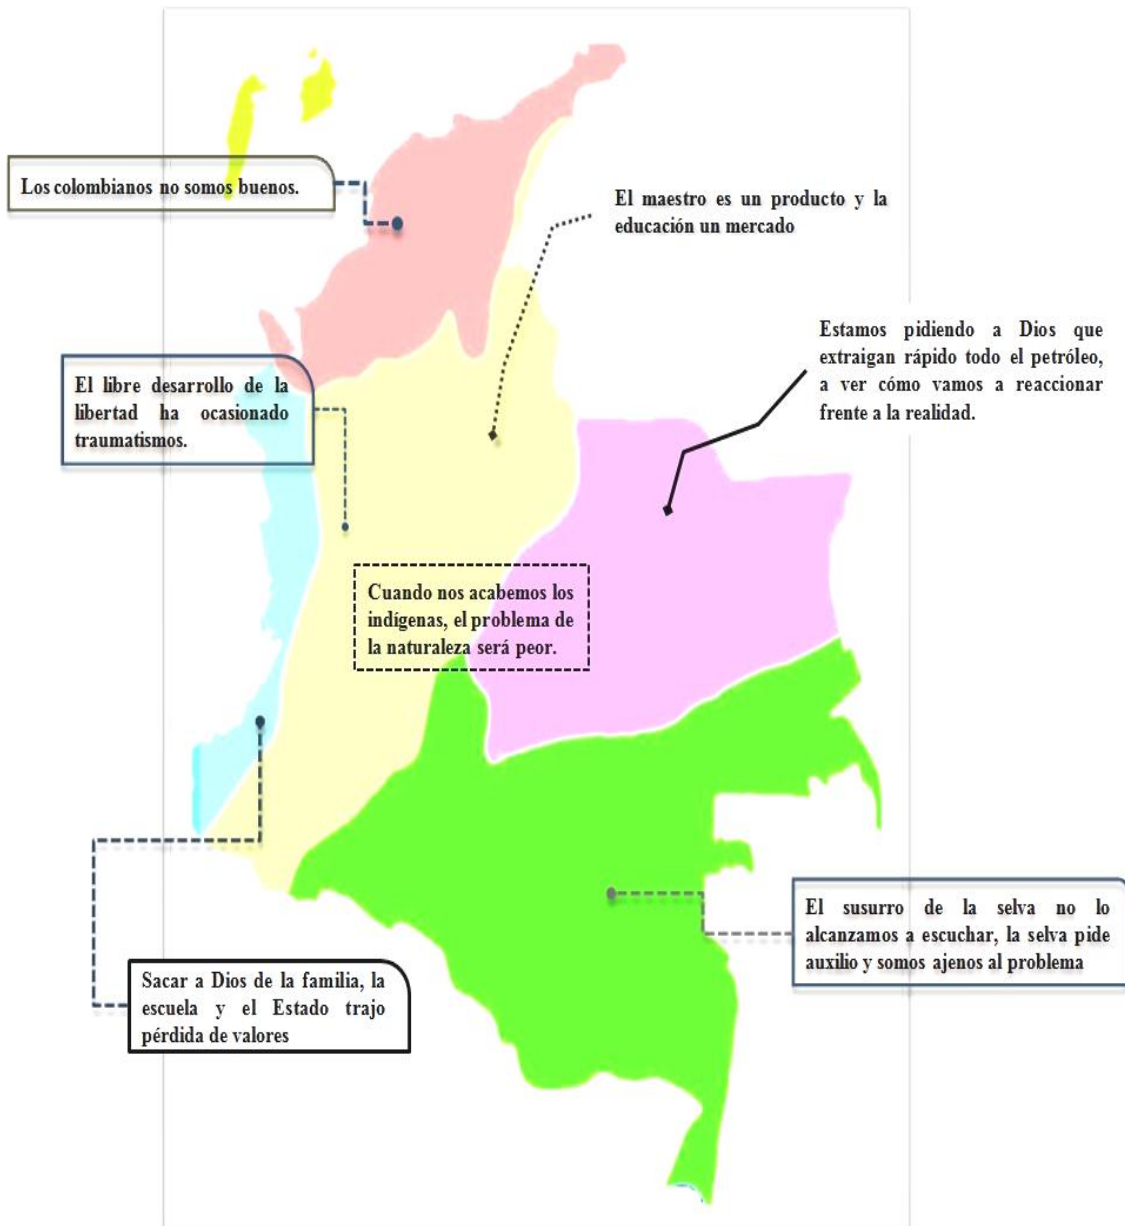 Los colombianos no somos buenos.
El maestro es un producto y la
educación un mercado
Estamos pidiendo a Dios que
extraigan rápido todo el petróleo,
a ver cómo vamos a reaccionar
frente a la realidad.
El libre desarrollo de la
libertad ha ocasionado
traumatismos.
Cuando nos acabemos los
indígenas, el problema de
la naturaleza será peor.
El susurro de la selva no lo
alcanzamos a escuchar, la selva pide
auxilio y somos ajenos al problema
Sacar a Dios de la familia, la
escuela y el Estado trajo
pérdida de valores